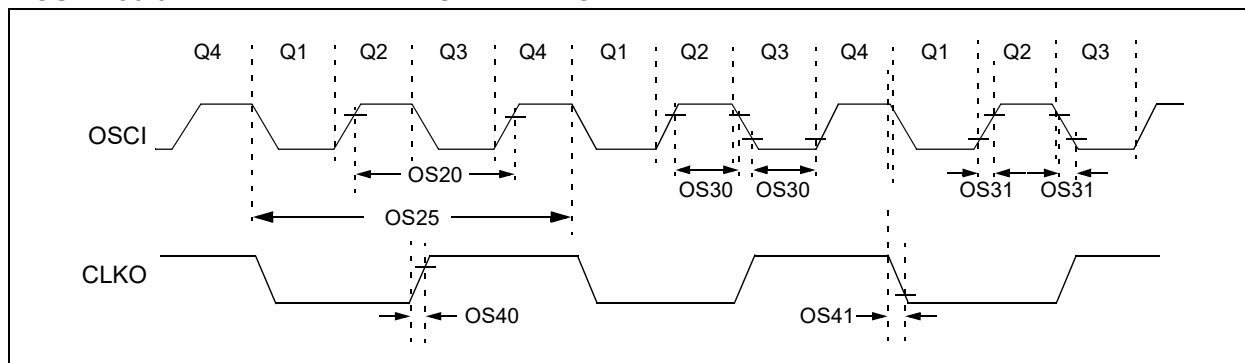 Q4 Q1 Q2 Q3 Q4 Q1 Q2 Q3 Q4 Q1 Q2 Q3
OSCI
OS20
OS30 OS30
OS31 OS31
OS25
CLKO
OS40
OS41